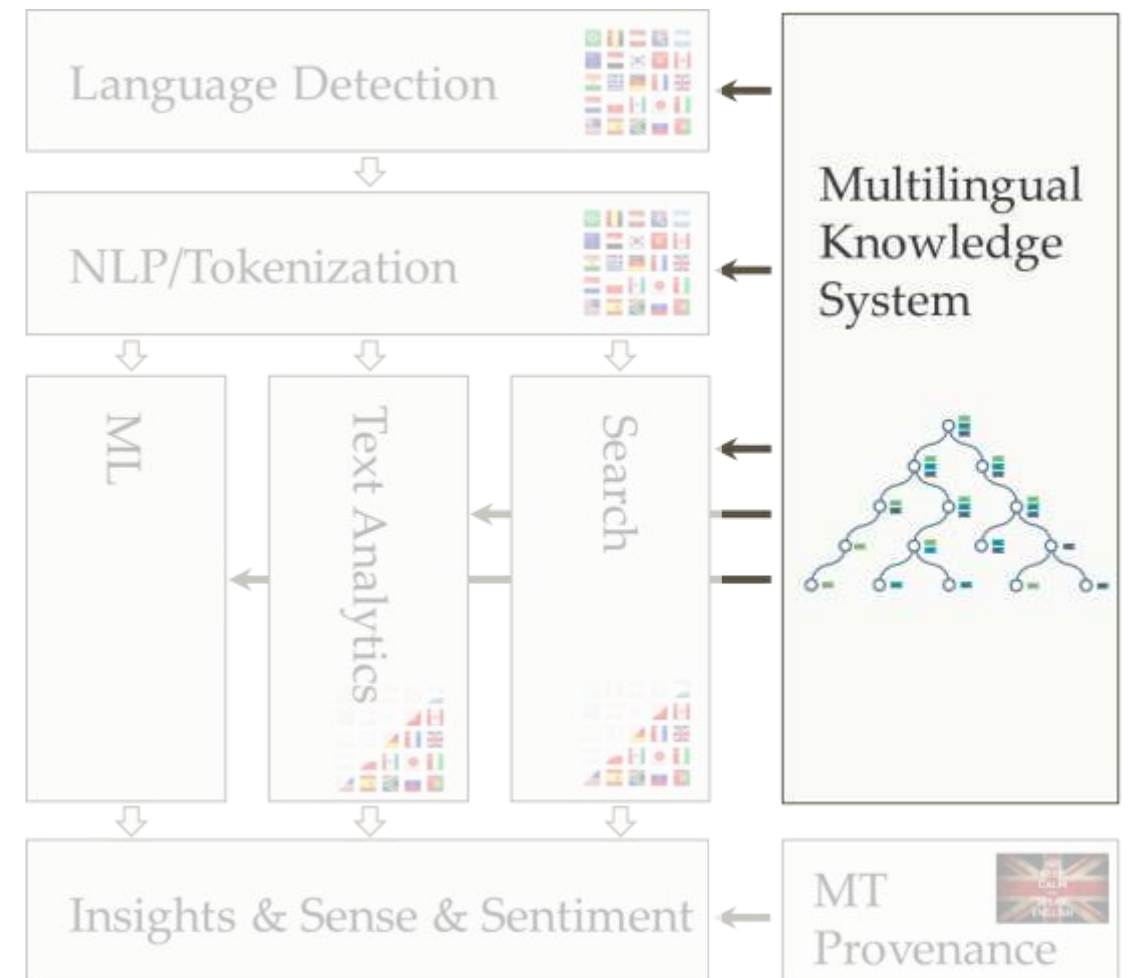 Language Detection
Multilingual
Knowledge
System
NLP/Tokenization
ML
Text Analytics
Search
Insights & Sense & Sentiment
MT
Provenance